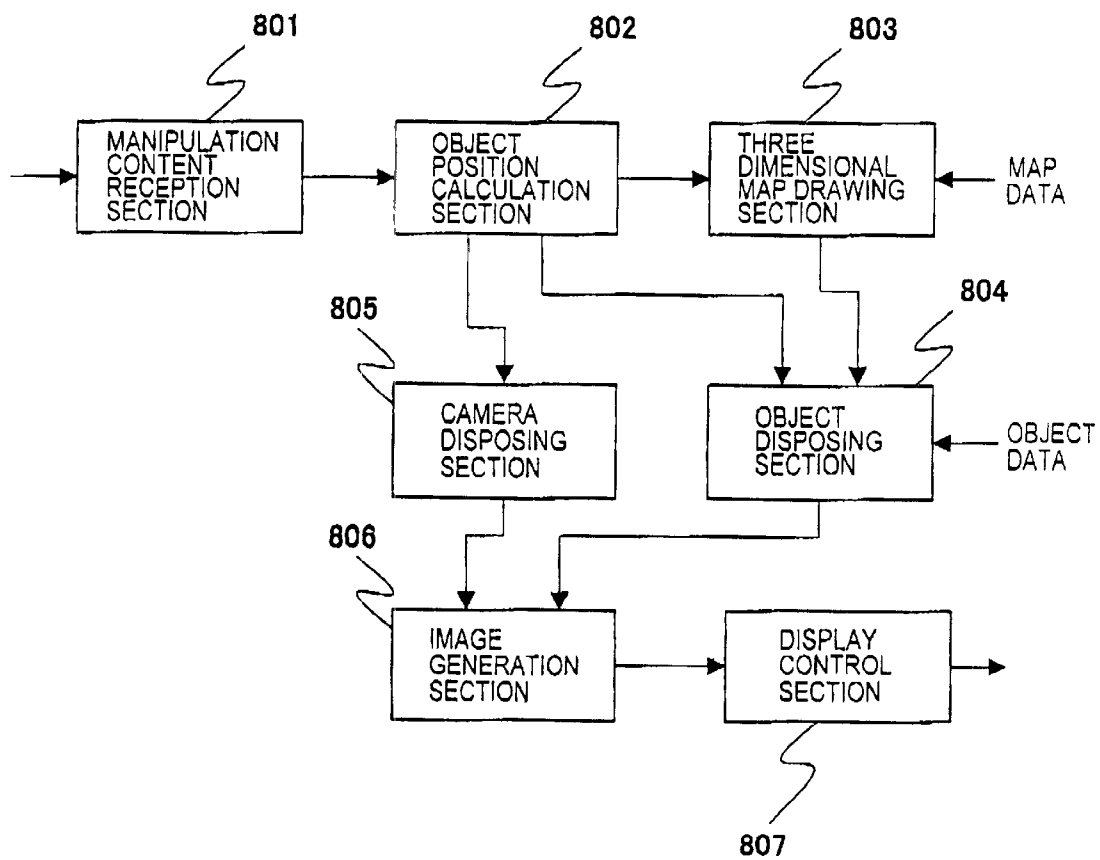 801
802
803
MANIPULATION
CONTENT
RECEPTION
SECTION
OBJECT
POSITION
CALCULATION
SECTION
THREE
DIMENSIONAL
MAP DRAWING
SECTION
MAP
DATA
805
804
CAMERA
DISPOSING
SECTION
OBJECT
DISPOSING
SECTION
OBJECT
DATA
806
IMAGE
GENERATION
SECTION
DISPLAY
CONTROL
SECTION
807